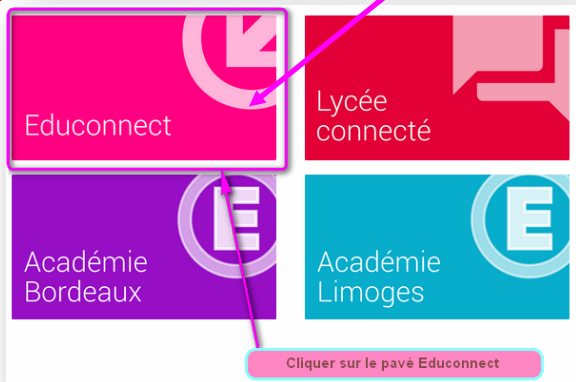 Educonnect
Lycée
connecté
E
Académie
Bordeaux
E
Académie
Limoges
Cliquer sur le pavé Educonnect